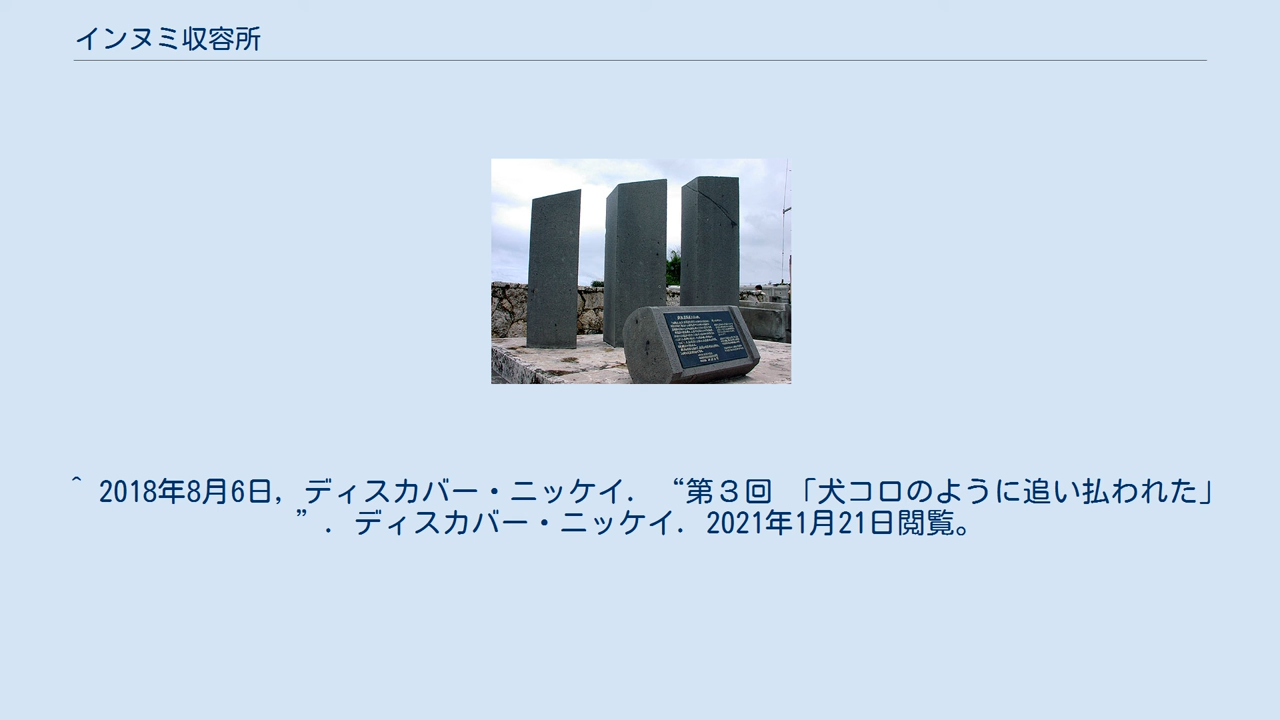 インヌミ収容所
^ 2018年8月6日, ディスカバー・ニッケイ. “第３回 「犬コロのように追い払われた」
”. ディスカバー・ニッケイ. 2021年1月21日閲覧。